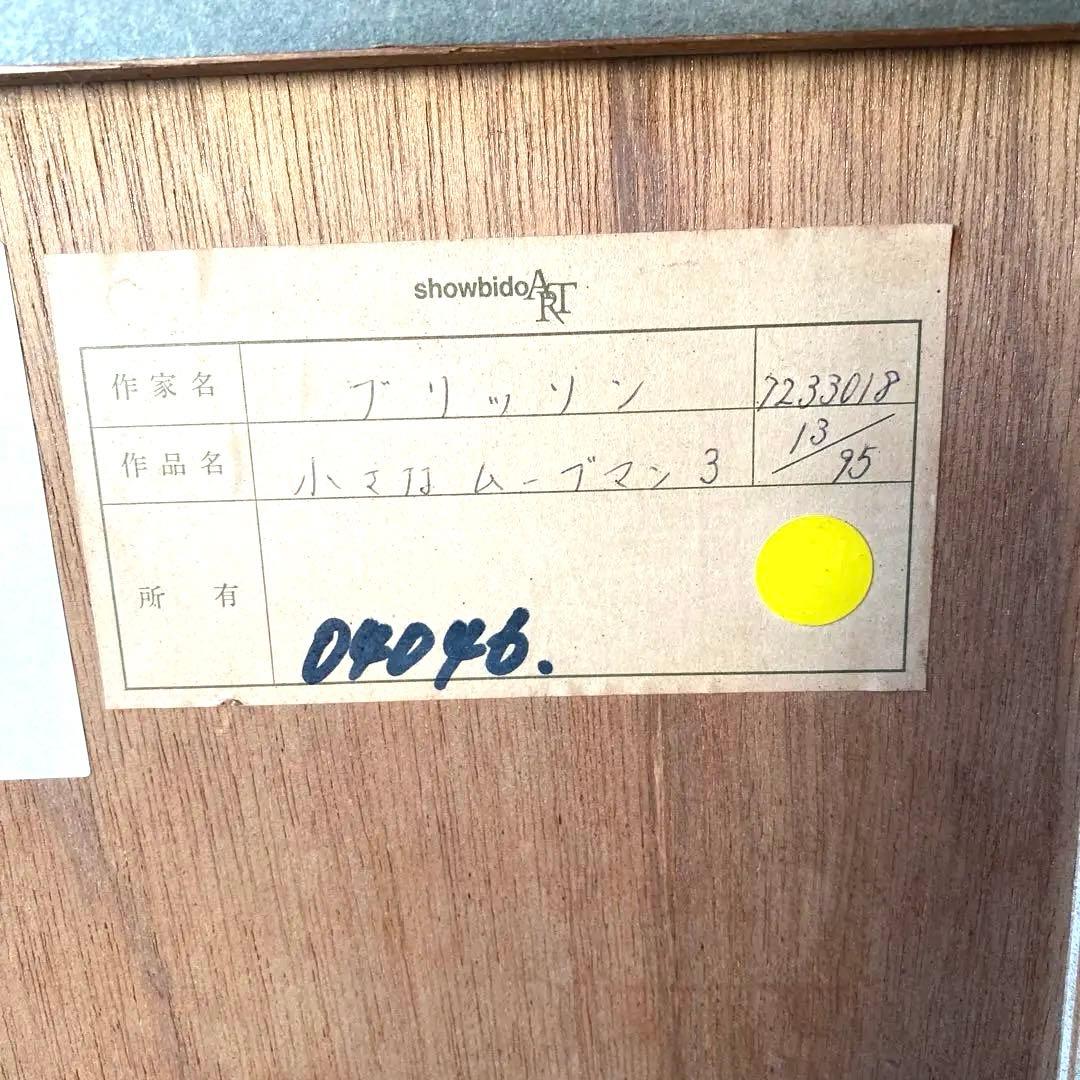 showbidoART
作家名 ブリッソン 7233018
作品名 小さなムーブマン3 13/95
所有
04046.